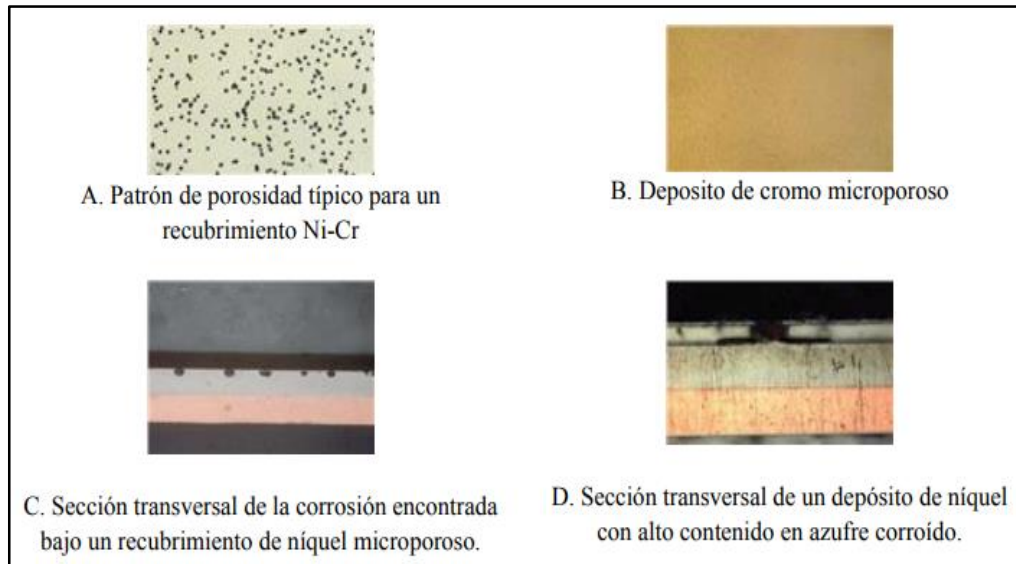 A. Patrón de porosidad típico para un
recubrimiento Ni-Cr
B. Deposito de cromo microporoso
C. Sección transversal de la corrosión encontrada
bajo un recubrimiento de níquel microporoso.
D. Sección transversal de un depósito de níquel
con alto contenido en azufre corroído.